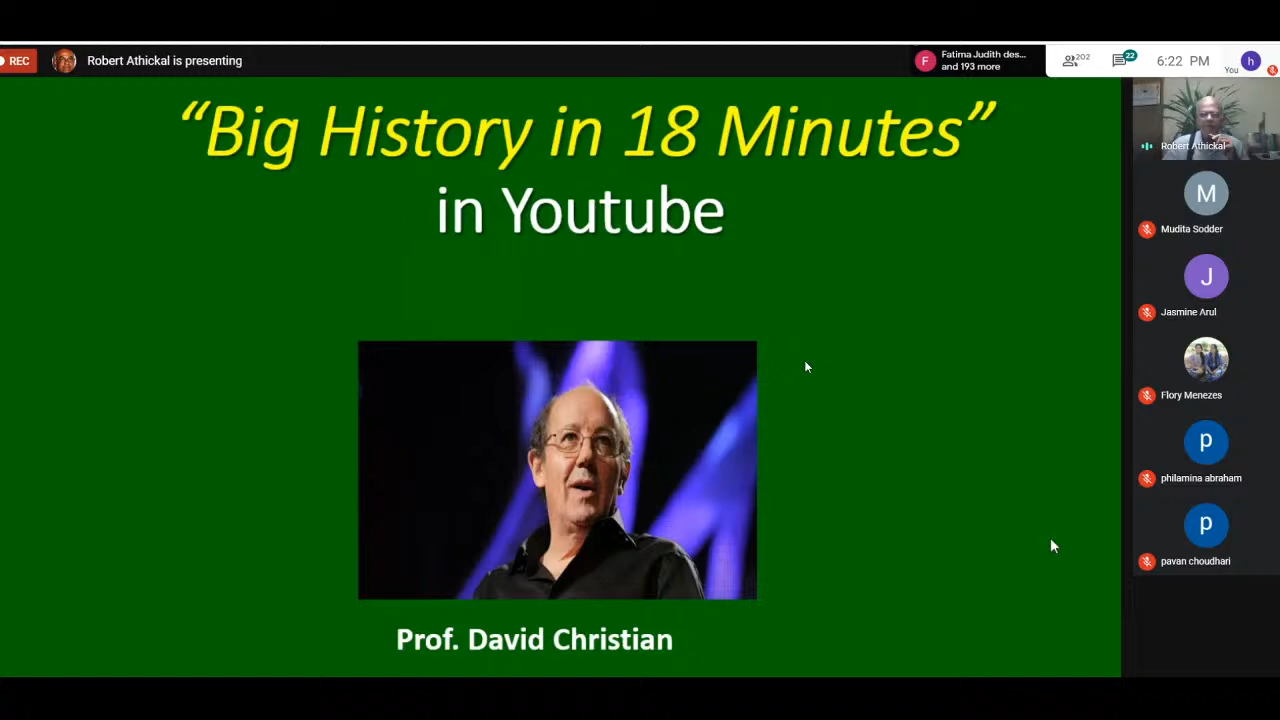 REC
Robert Athickal is presenting
F
Fatima Judith des...
and 193 more
202
22
6:22 PM
You
h
“Big History in 18 Minutes”
in Youtube
Prof. David Christian
Robert Athickal
M
Mudita Sodder
J
Jasmine Arul
Flory Menezes
p
philamina abraham
p
pavan choudhari